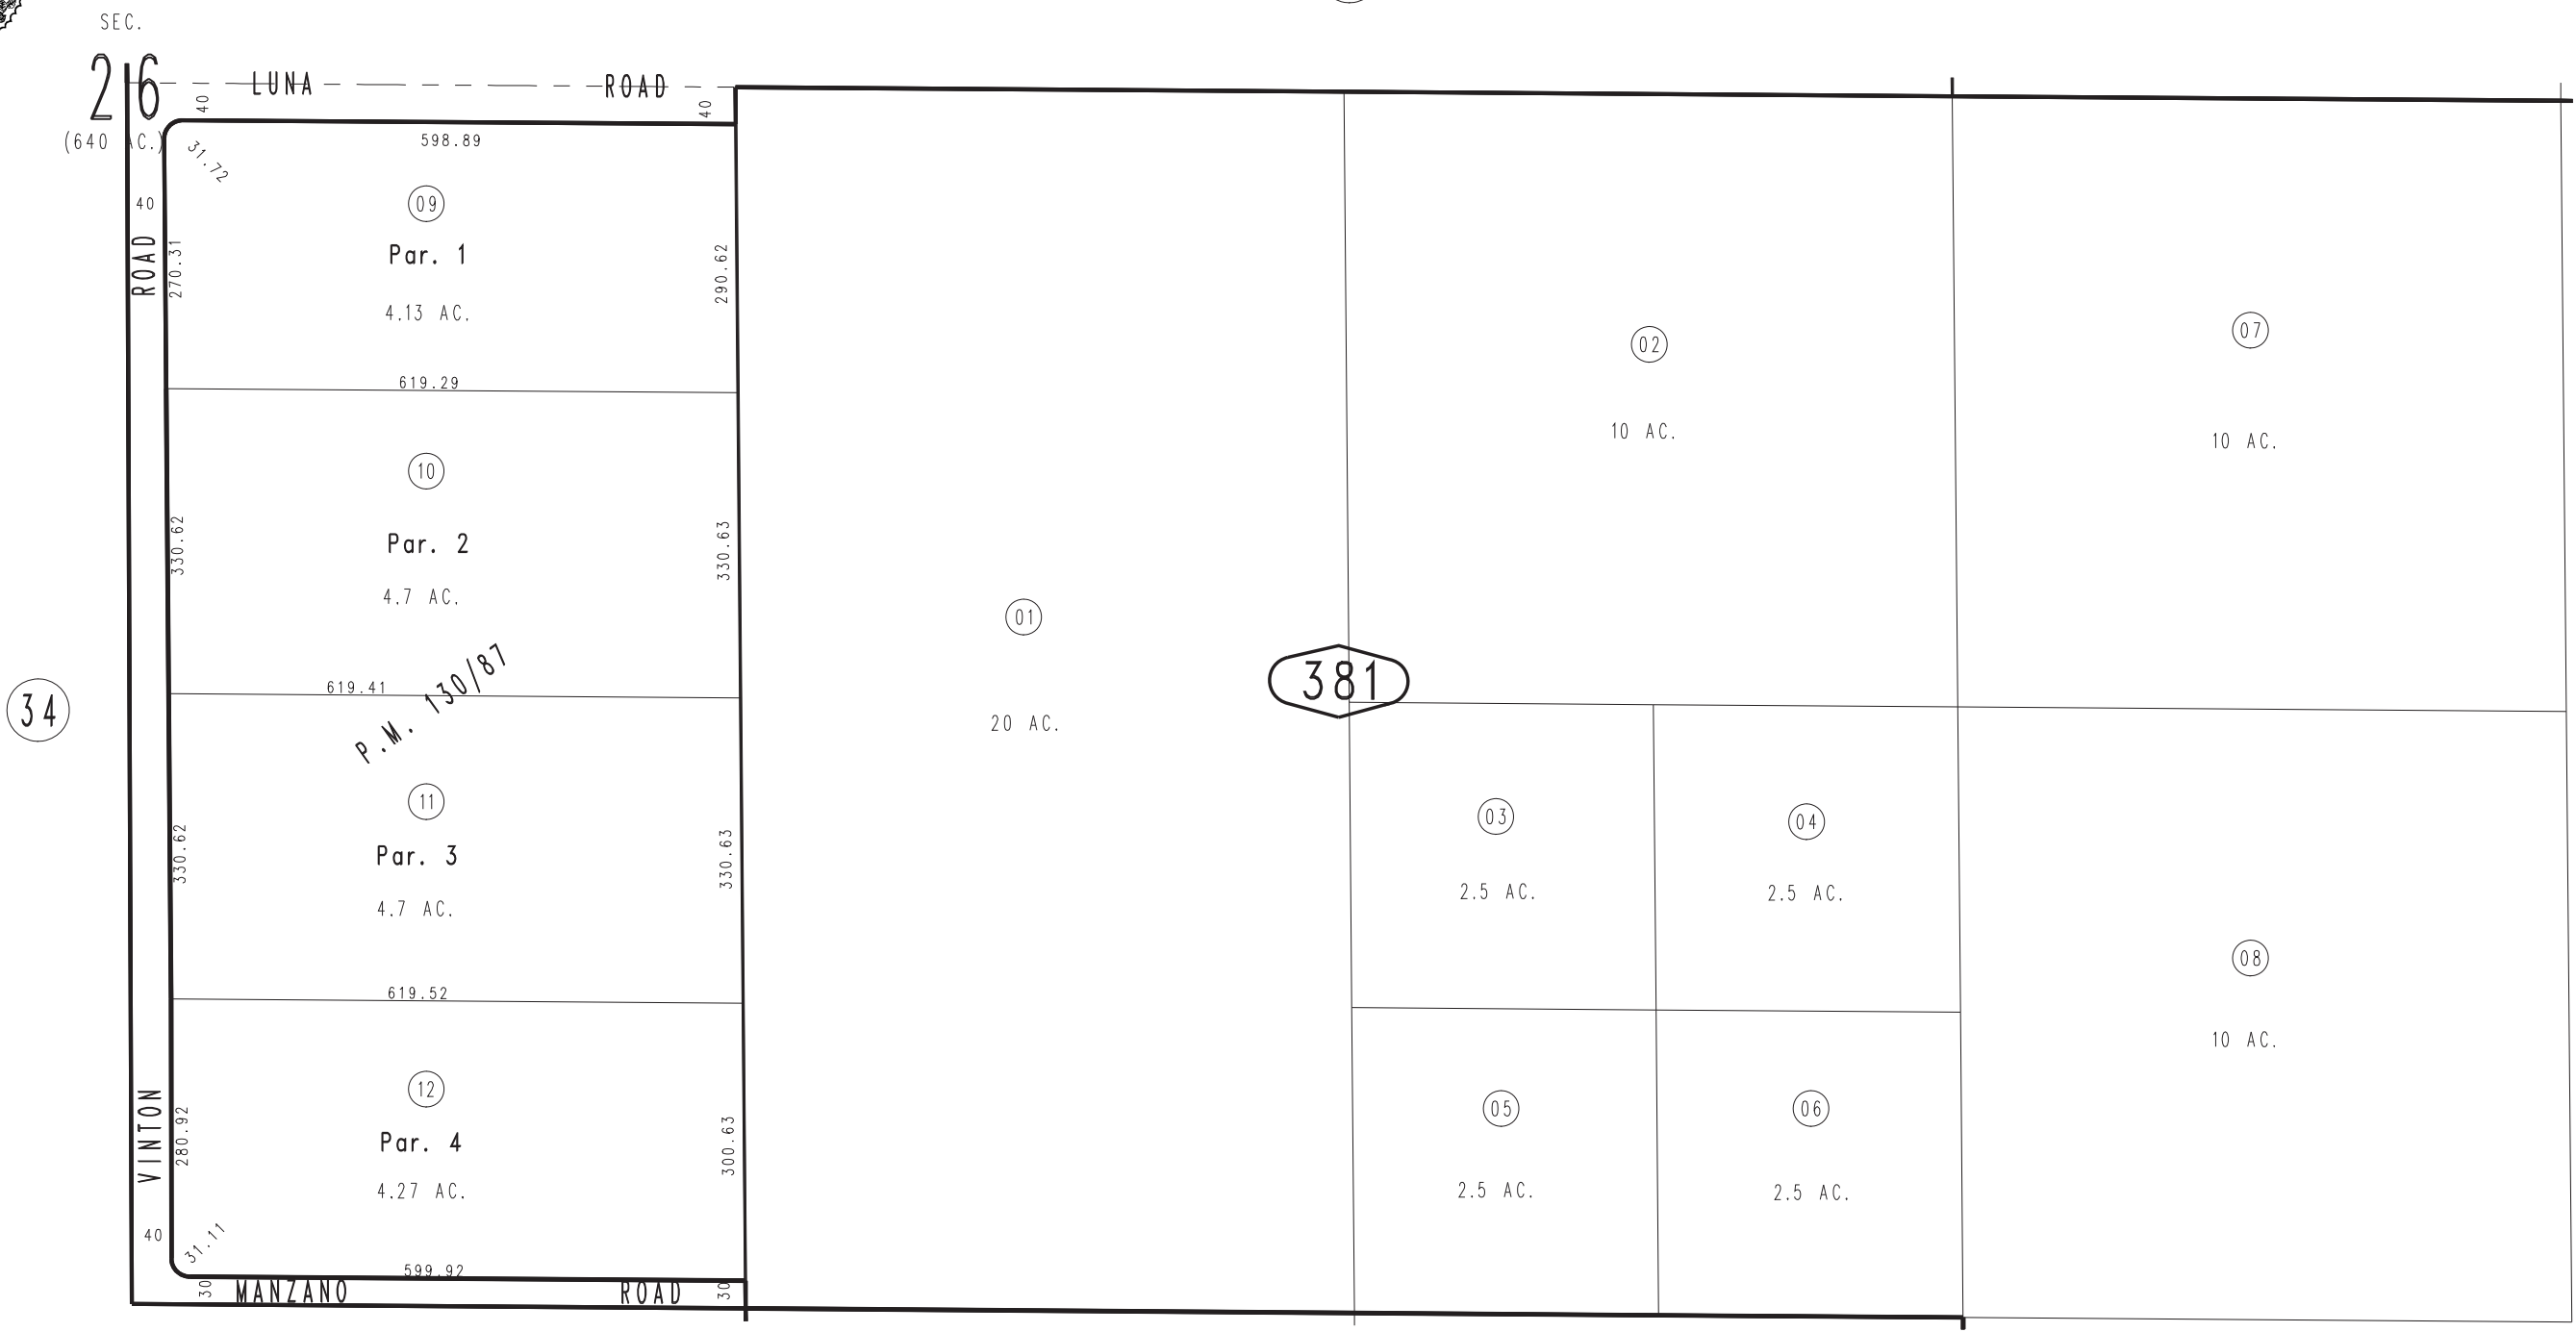 SEC.
26
(640 AC.)
LUNA ROAD
40
40
598.89
31.72
40
ROAD
270.31
09
Par. 1
4.13 AC.
290.62
619.29
10
Par. 2
4.7 AC.
330.62
330.63
619.41
P.M. 130/87
34
11
Par. 3
4.7 AC.
330.62
330.63
619.52
12
Par. 4
4.27 AC.
VINTON
280.92
300.63
40
31.11
599.92
30
MANZANO ROAD
30
01
20 AC.
381
02
10 AC.
07
10 AC.
03
2.5 AC.
04
2.5 AC.
05
2.5 AC.
06
2.5 AC.
08
10 AC.